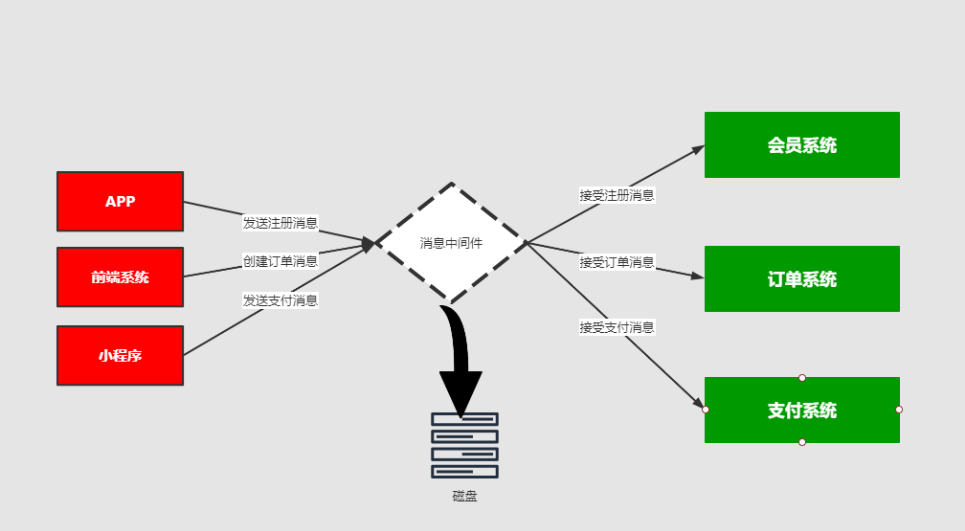 APP
前端系统
小程序
发送注册消息
创建订单消息
发送支付消息
消息中间件
磁盘
接受注册消息
接受订单消息
接受支付消息
会员系统
订单系统
支付系统